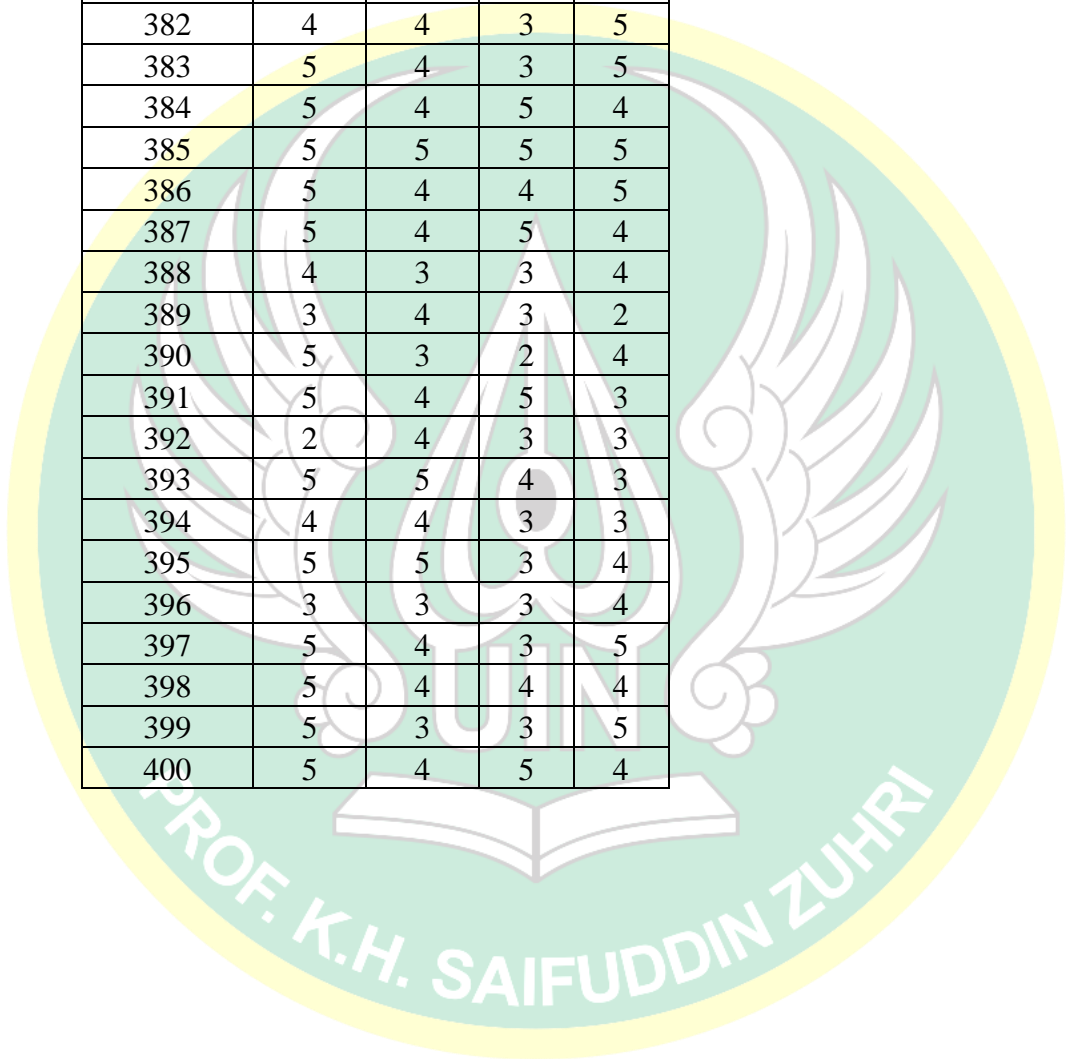 382 4 4 3 5
383 5 4 3 5
384 5 4 5 4
385 5 5 5 5
386 5 4 4 5
387 5 4 5 4
388 4 3 3 4
389 3 4 3 2
390 5 3 2 4
391 5 4 5 3
392 2 4 3 3
393 5 5 4 3
394 4 4 3 3
395 5 5 3 4
396 3 3 3 4
397 5 4 3 5
398 5 4 4 4
399 5 3 3 5
400 5 4 5 4
UIN
PROF. K.H. SAIFUDDIN ZUHRI